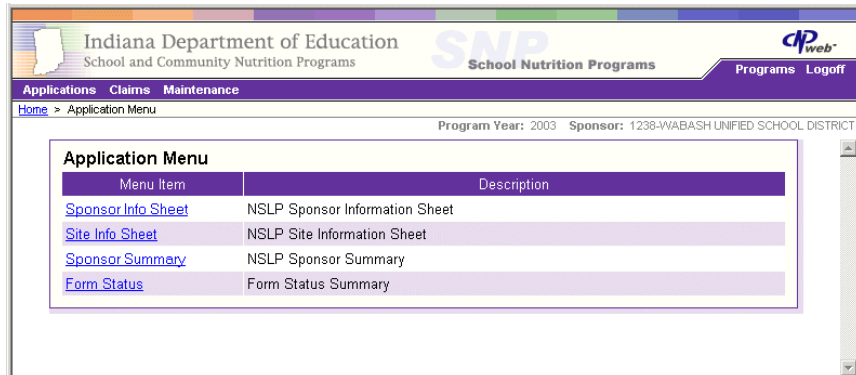 Indiana Department of Education
School and Community Nutrition Programs
SNP
School Nutrition Programs
CNPweb
Programs Logoff
Applications Claims Maintenance
Home > Application Menu
Program Year: 2003 Sponsor: 1238-WABASH UNIFIED SCHOOL DISTRICT
Application Menu
Menu Item Description
Sponsor Info Sheet NSLP Sponsor Information Sheet
Site Info Sheet NSLP Site Information Sheet
Sponsor Summary NSLP Sponsor Summary
Form Status Form Status Summary